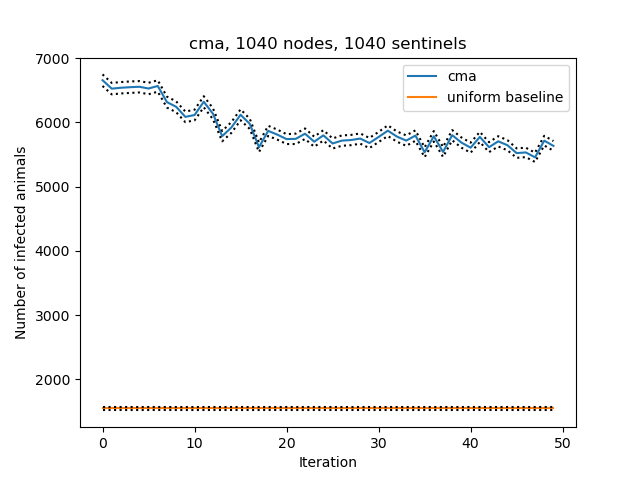 cma, 1040 nodes, 1040 sentinels
7000
6000
5000
4000
3000
2000
Number of infected animals
cma
uniform baseline
0
10
20
30
40
50
Iteration